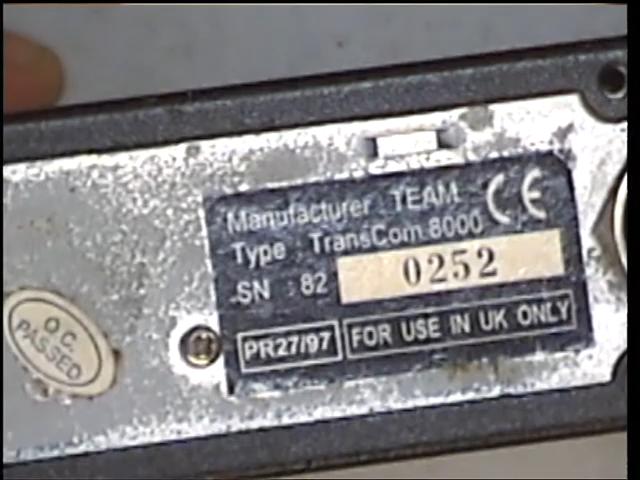 Manufacturer : TEAM CE
Type : TransCom 8000
SN : 82 0252
PR27/97 FOR USE IN UK ONLY
Q.C.
PASSED